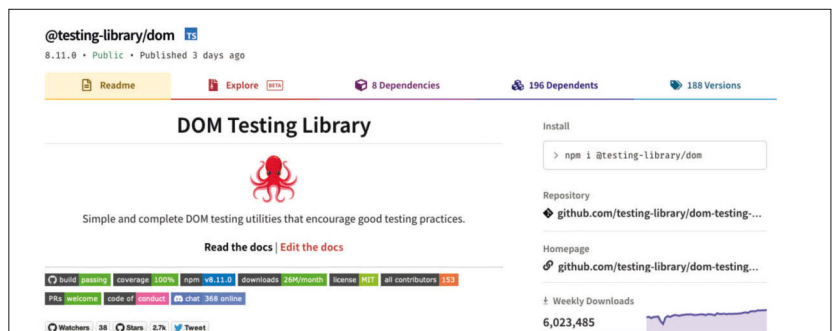 @testing-library/dom TS
8.11.0 • Public • Published 3 days ago
Readme
Explore BETA
8 Dependencies
196 Dependents
188 Versions
DOM Testing Library
Simple and complete DOM testing utilities that encourage good testing practices.
Read the docs | Edit the docs
build passing coverage 100% npm v8.11.0 downloads 26M/month license MIT all contributors 153
PRs welcome code of conduct chat 368 online
Watchers 38 Stars 2.7k Tweet
Install
> npm i @testing-library/dom
Repository
github.com/testing-library/dom-testing-...
Homepage
github.com/testing-library/dom-testing...
Weekly Downloads
6,023,485